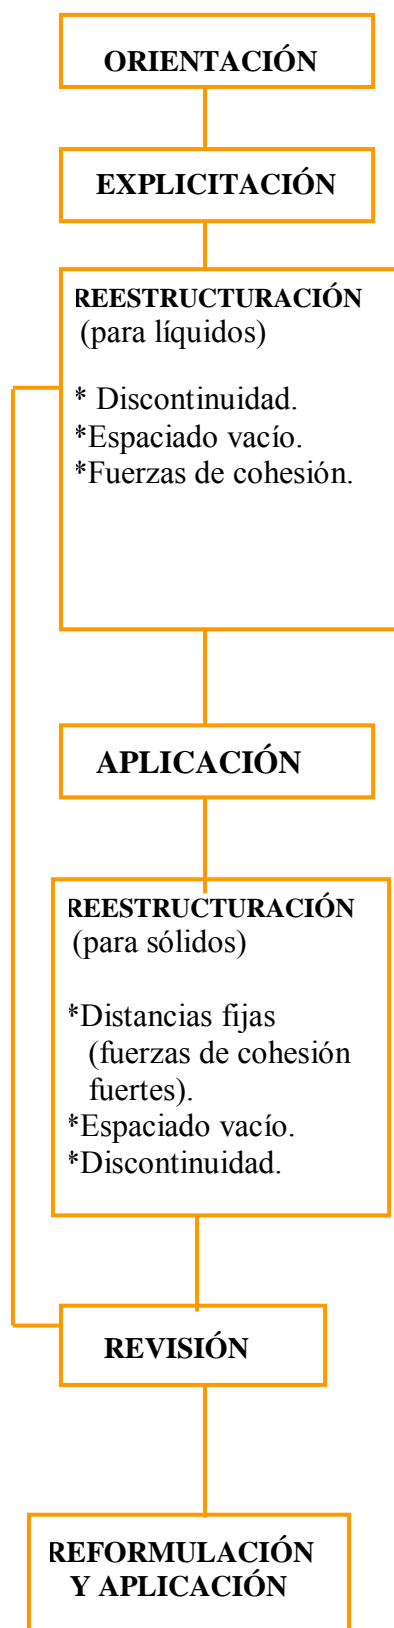 ORIENTACIÓN
EXPLICITACIÓN
REESTRUCTURACIÓN
(para líquidos)
* Discontinuidad.
*Espaciado vacío.
*Fuerzas de cohesión.
APLICACIÓN
REESTRUCTURACIÓN
(para sólidos)
*Distancias fijas
(fuerzas de cohesión
fuertes).
*Espaciado vacío.
*Discontinuidad.
REVISIÓN
REFORMULACIÓN
Y APLICACIÓN